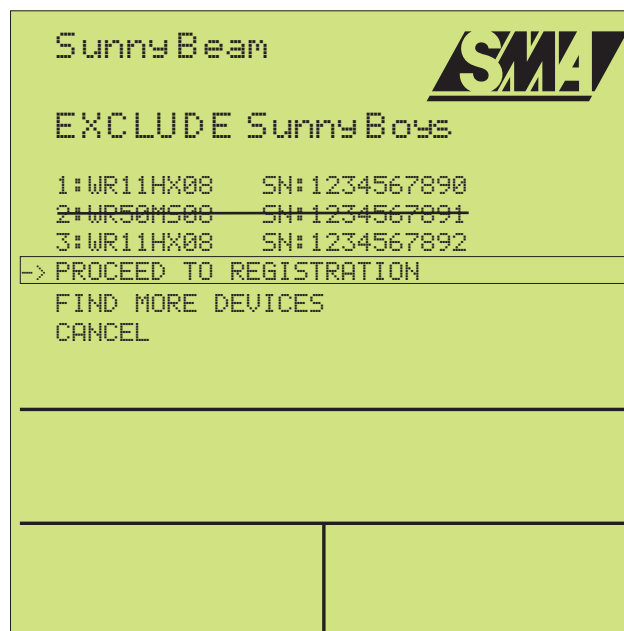 Sunny Beam
SMA
EXCLUDE Sunny Boys
1:WR11HX08 SN:1234567890
2:WR50MS08 SN:1234567891
3:WR11HX08 SN:1234567892
-> PROCEED TO REGISTRATION
FIND MORE DEVICES
CANCEL